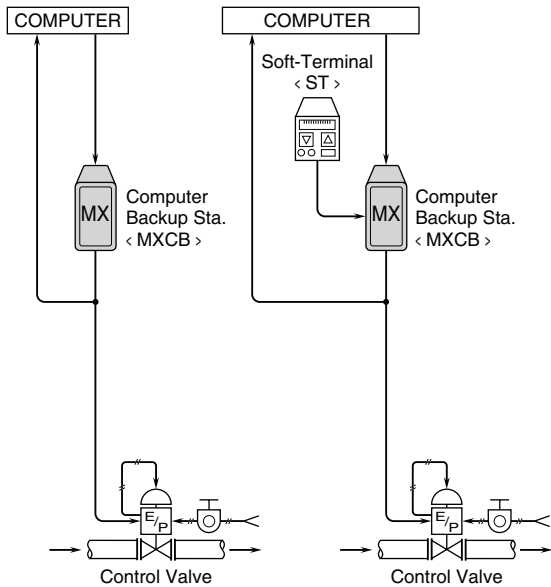 COMPUTER
COMPUTER
Soft-Terminal
‹ ST ›
MX
Computer
Backup Sta.
‹ MXCB ›
MX
Computer
Backup Sta.
‹ MXCB ›
E/P
E/P
Control Valve
Control Valve